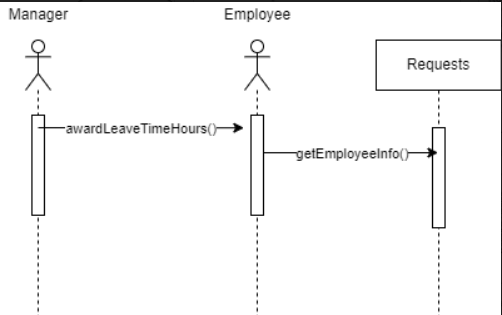 Manager
Employee
Requests
awardLeaveTimeHours()
getEmployeeInfo()